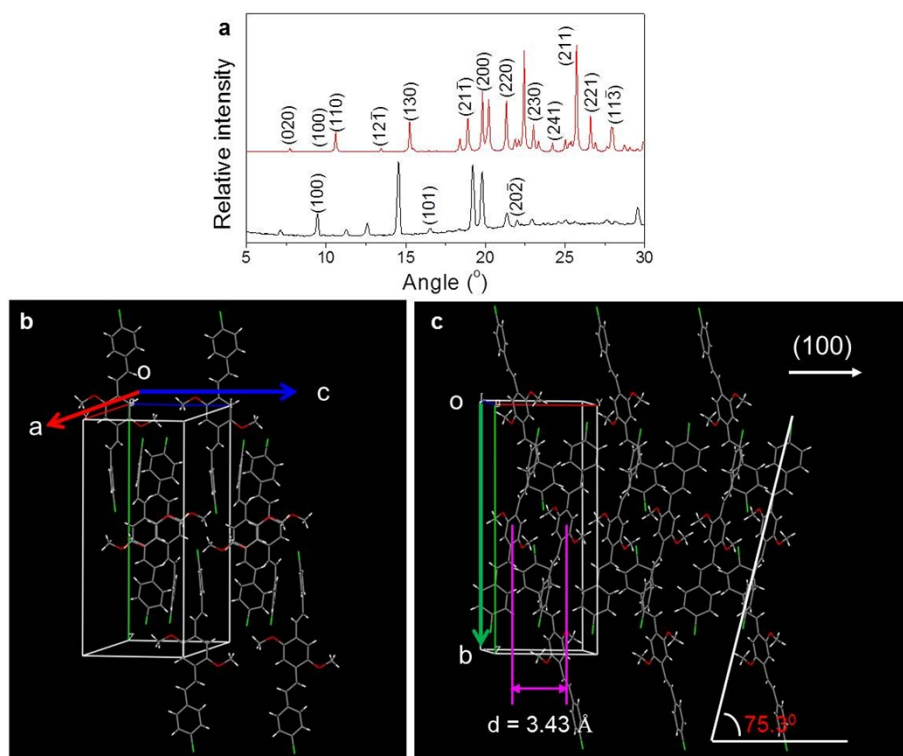 a
Relative intensity
(020)
(100)
(110)
(121̅)
(130)
(211̅)
(200)
(220)
(230)
(241)
(211)
(221)
(113̅)
(100)
(101)
(202̅)
5 10 15 20 25 30
Angle (°)
b
o
a
c
c
(100)
o
b
d = 3.43 Å
75.3⁰